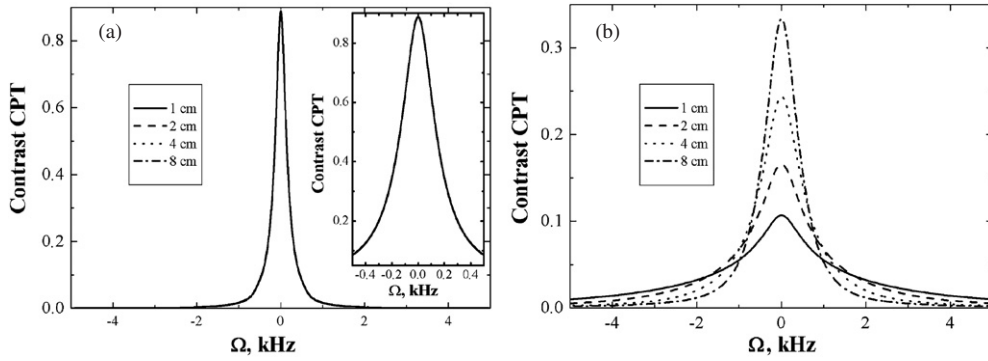 (a)
Contrast CPT
0.8
0.6
0.4
0.2
0.0
-4
-2
0
2
4
Ω, kHz
1 cm
2 cm
4 cm
8 cm
Contrast CPT
0.8
0.6
0.4
0.2
-0.4
-0.2
0.0
0.2
0.4
Ω, kHz
(b)
Contrast CPT
0.3
0.2
0.1
0.0
-4
-2
0
2
4
Ω, kHz
1 cm
2 cm
4 cm
8 cm